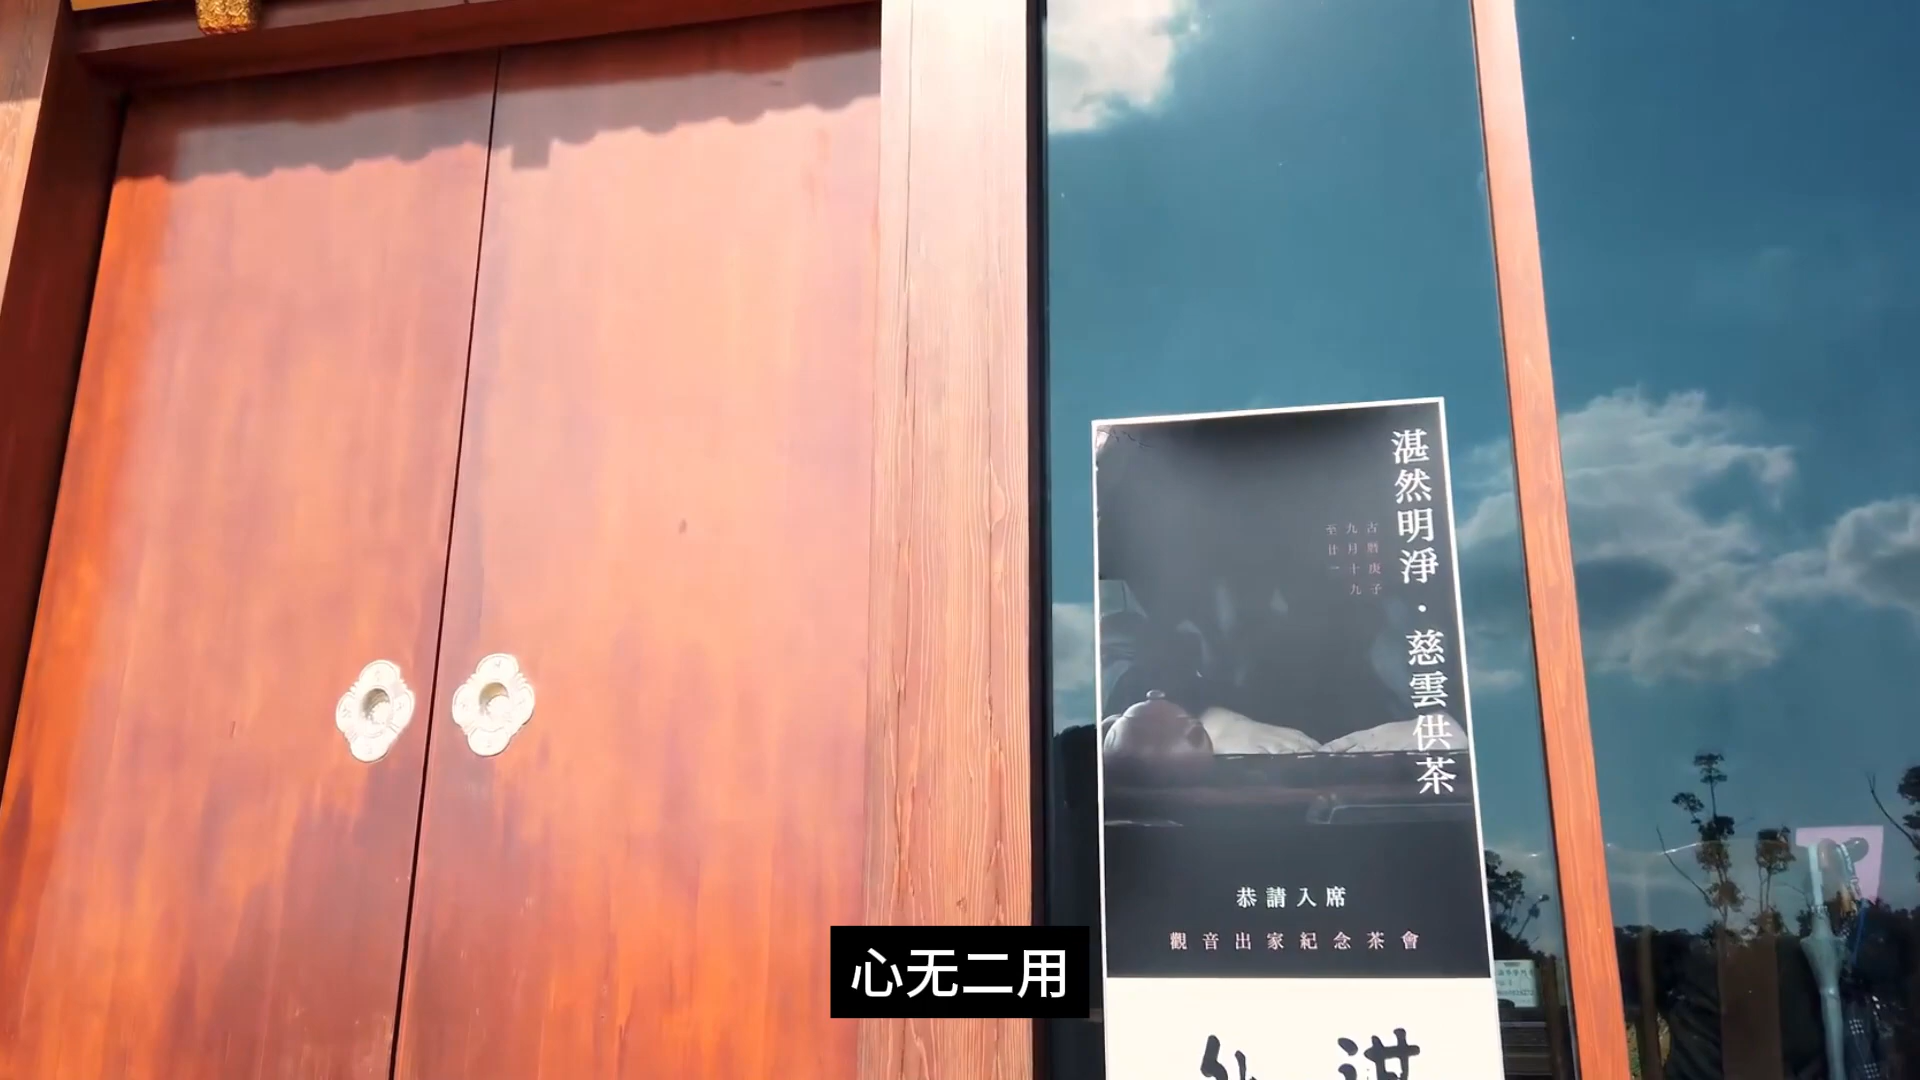 湛然明淨·慈雲供茶
古曆庚子
九月十九
至廿一
恭請入席
觀音出家紀念茶會
心无二用